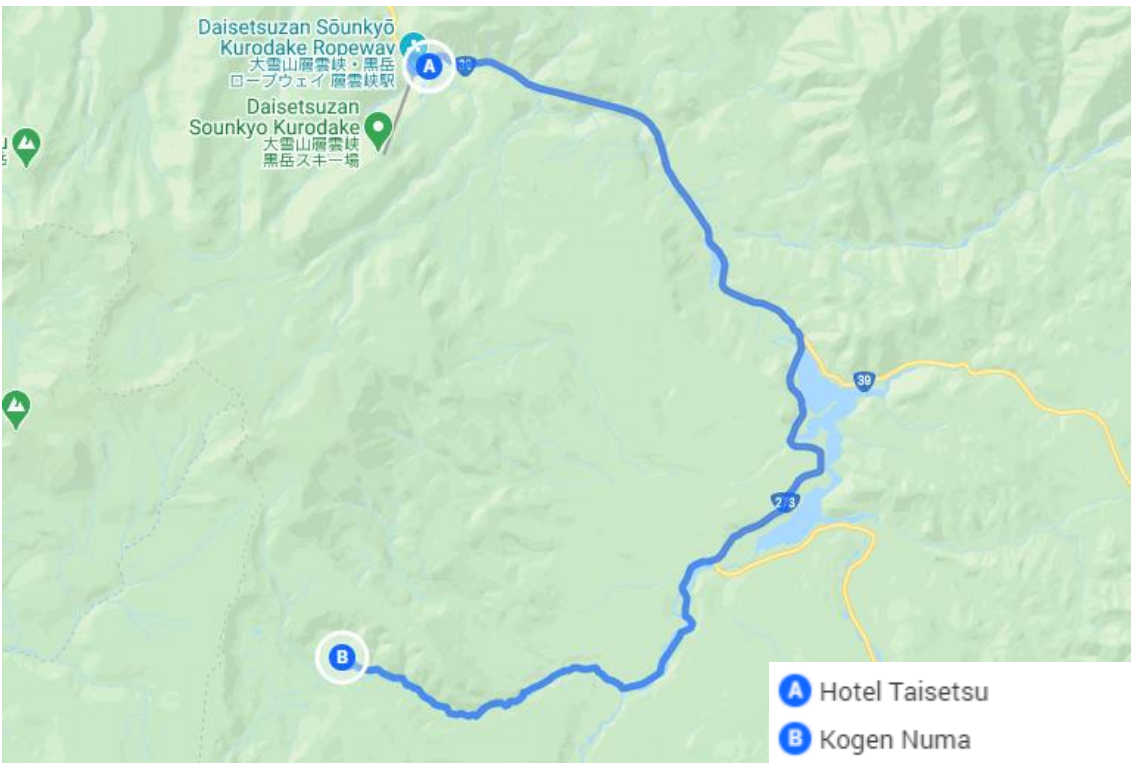 Daisetsuzan Sōunkyō
Kurodake Ropeway
大雪山層雲峡・黒岳
ロープウェイ 層雲峡駅
A
39
Daisetsuzan
Sounkyo Kurodake
大雪山層雲峡
黒岳スキー場
39
273
B
A Hotel Taisetsu
B Kogen Numa